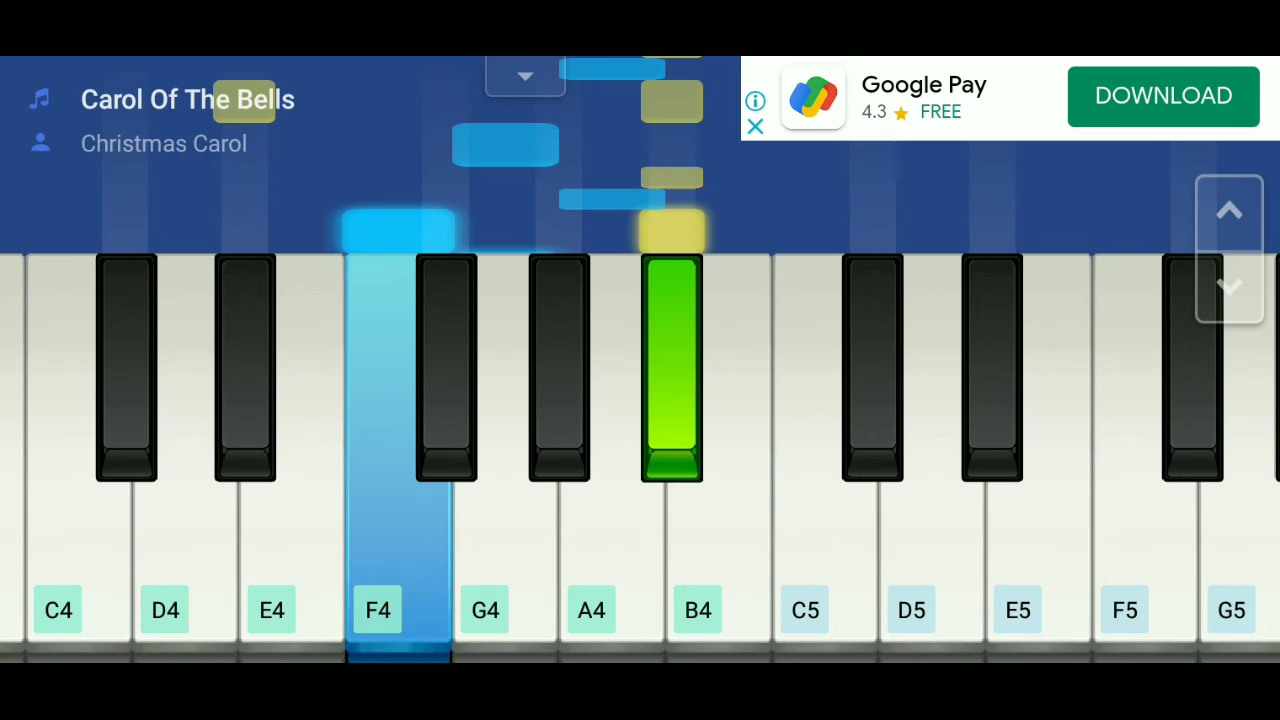 Carol Of The Bells
Christmas Carol
Google Pay
4.3 ★ FREE
DOWNLOAD
C4 D4 E4 F4 G4 A4 B4 C5 D5 E5 F5 G5